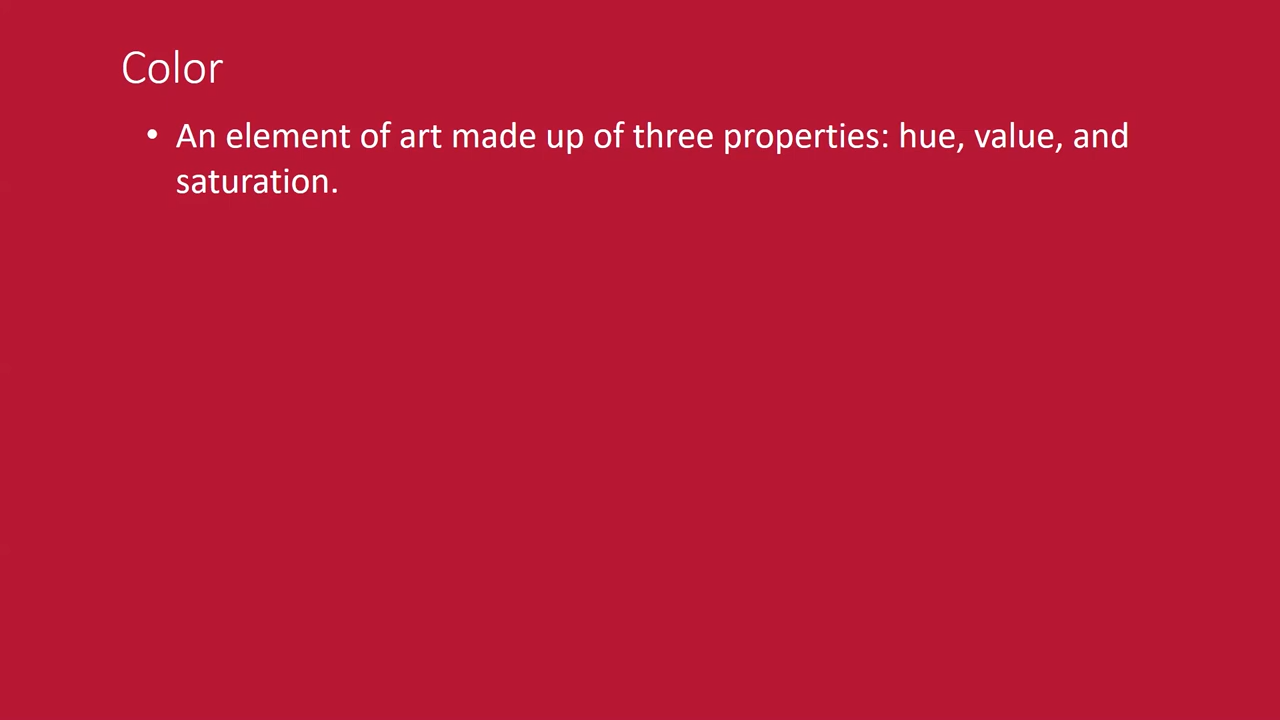 Color
• An element of art made up of three properties: hue, value, and
saturation.